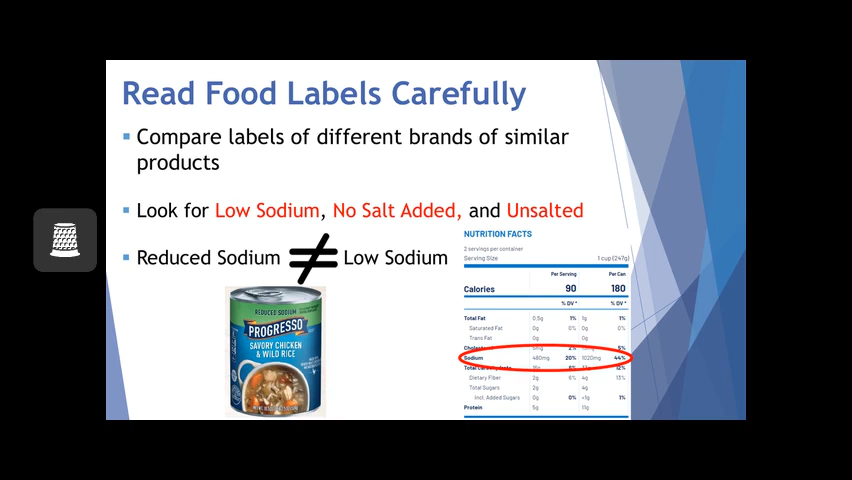 Read Food Labels Carefully
Compare labels of different brands of similar
products
Look for Low Sodium, No Salt Added, and Unsalted
Reduced Sodium ≠ Low Sodium
NUTRITION FACTS
2 servings per container
Serving Size 1 cup (247g)
Per Serving Per Can
Calories 90 180
% DV * % DV *
Total Fat 0.5g 1% 1g 1%
Saturated Fat 0g 0% 0g 0%
Trans Fat 0g 0g
Sodium 480mg 20% 1020mg 44%
Dietary Fiber 2g 6% 4g 13%
Total Sugars 2g 4g
Incl. Added Sugars 0g 0% <1g 1%
Protein 5g 11g
REDUCED SODIUM
PROGRESSO
SAVORY CHICKEN
& WILD RICE